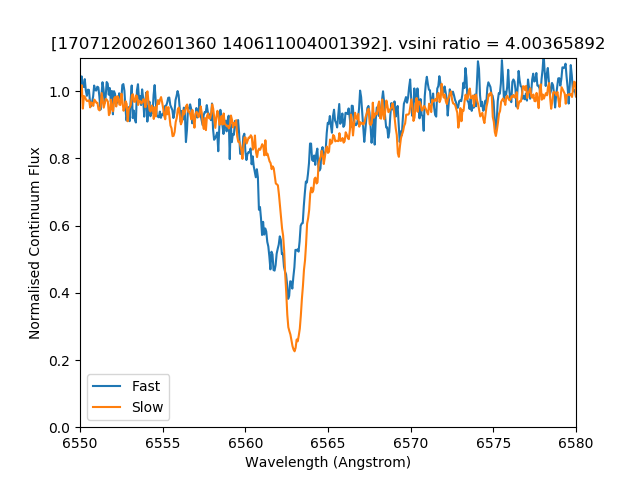 [170712002601360 140611004001392]. vsini ratio = 4.00365892
Normalised Continuum Flux
1.0
0.8
0.6
0.4
0.2
0.0
Fast
Slow
6550 6555 6560 6565 6570 6575 6580
Wavelength (Angstrom)